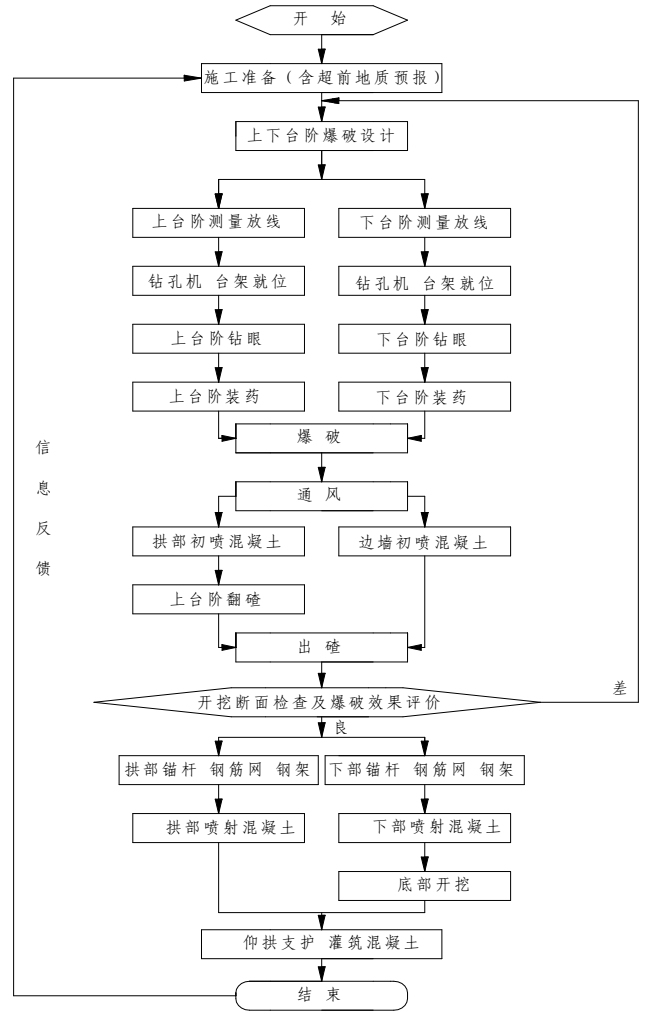 开 始
施工准备（含超前地质预报）
上下台阶爆破设计
上台阶测量放线 下台阶测量放线
钻孔机 台架就位 钻孔机 台架就位
上台阶钻眼 下台阶钻眼
上台阶装药 下台阶装药
爆 破
信
息
反
馈
通 风
拱部初喷混凝土 边墙初喷混凝土
上台阶翻碴
出 碴
开挖断面检查及爆破效果评价
差
良
拱部锚杆 钢筋网 钢架 下部锚杆 钢筋网 钢架
拱部喷射混凝土 下部喷射混凝土
底部开挖
仰拱支护 灌筑混凝土
结 束